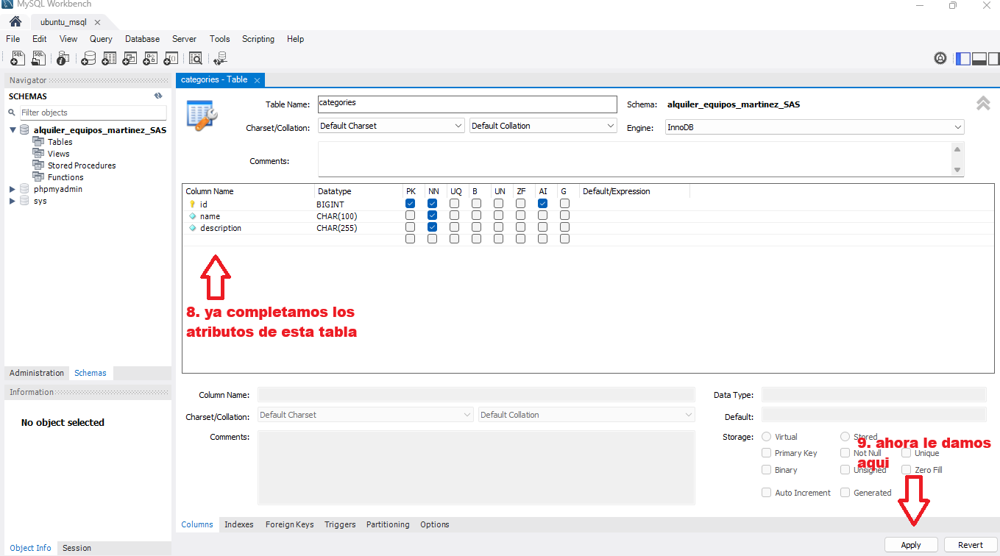 MySQL Workbench
ubuntu_msql
File Edit View Query Database Server Tools Scripting Help
Navigator
SCHEMAS
Filter objects
alquiler_equipos_martinez_SAS
Tables
Views
Stored Procedures
Functions
phpmyadmin
sys
Administration Schemas
Information
No object selected
Object Info Session
categories - Table
Table Name: categories Schema: alquiler_equipos_martinez_SAS
Charset/Collation: Default Charset Default Collation Engine: InnoDB
Comments:
Column Name Datatype PK NN UQ B UN ZF AI G Default/Expression
id BIGINT
name CHAR(100)
description CHAR(255)
8. ya completamos los
atributos de esta tabla
Column Name: Data Type:
Charset/Collation: Default Charset Default Collation Default:
Comments: Storage: Virtual Stored
9. ahora le damos
aqui
Primary Key Not Null Unique
Binary Unsigned Zero Fill
Auto Increment Generated
Columns Indexes Foreign Keys Triggers Partitioning Options
Apply Revert